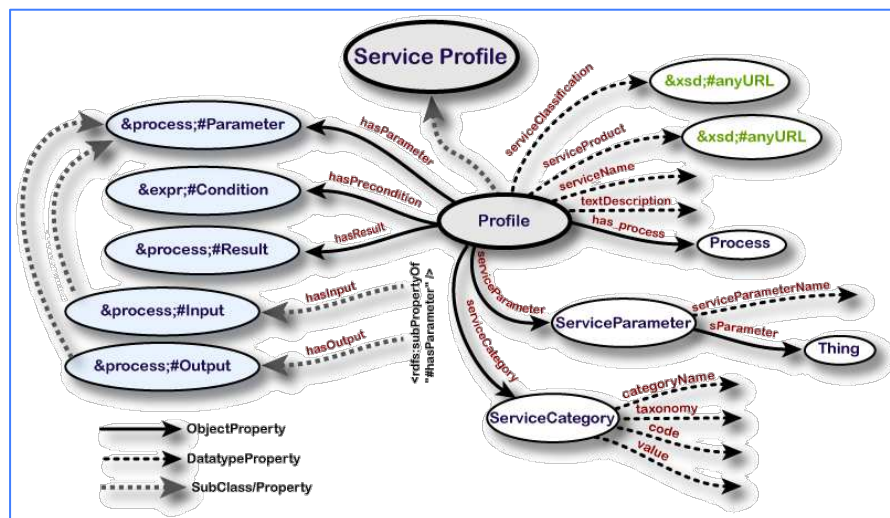 Service Profile
&process;#Parameter
hasParameter
serviceClassification
&xsd;#anyURL
serviceProduct
&xsd;#anyURL
&expr;#Condition
hasPrecondition
serviceName
textDescription
Profile
&process;#Result
hasResult
has_process
Process
&process;#Input
hasInput
<rdfs:subPropertyOf
"#hasParameter" />
serviceParameter
ServiceParameter
serviceParameterName
sParameter
Thing
&process;#Output
hasOutput
serviceCategory
ServiceCategory
categoryName
taxonomy
code
value
ObjectProperty
DatatypeProperty
SubClass/Property